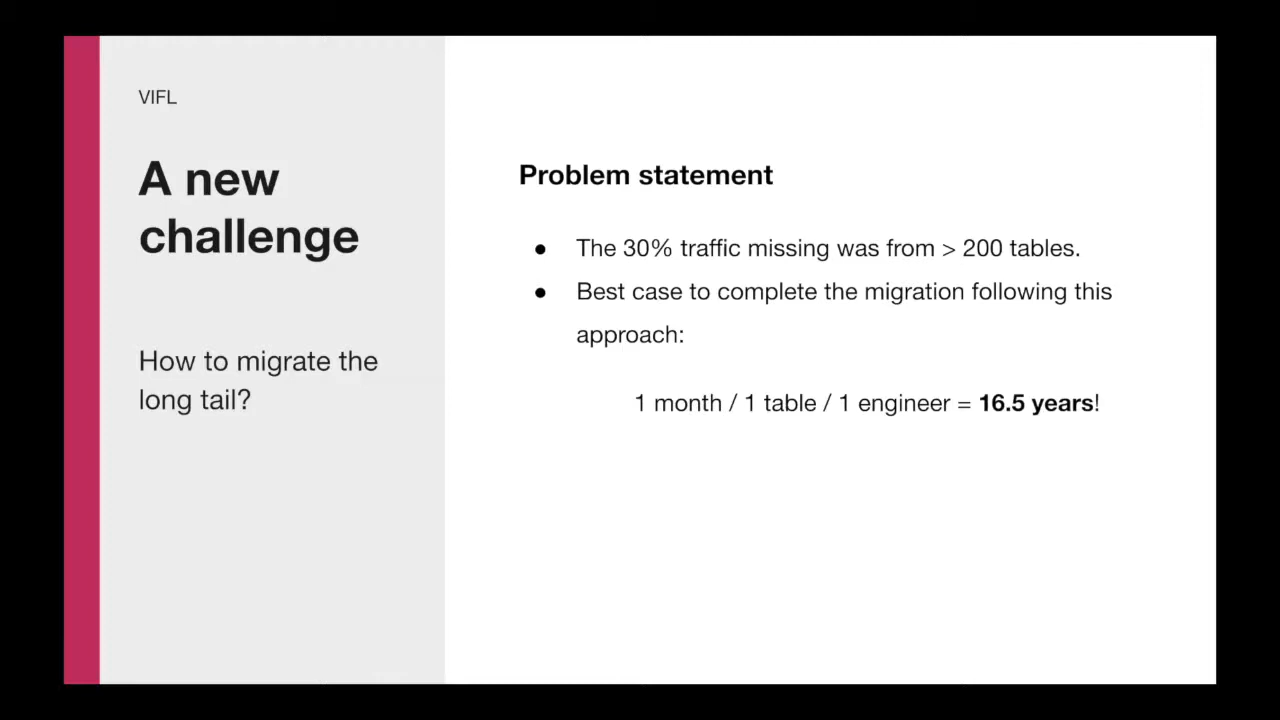 VIFL
A new
challenge
How to migrate the
long tail?
Problem statement
● The 30% traffic missing was from > 200 tables.
● Best case to complete the migration following this
approach:
1 month / 1 table / 1 engineer = 16.5 years!